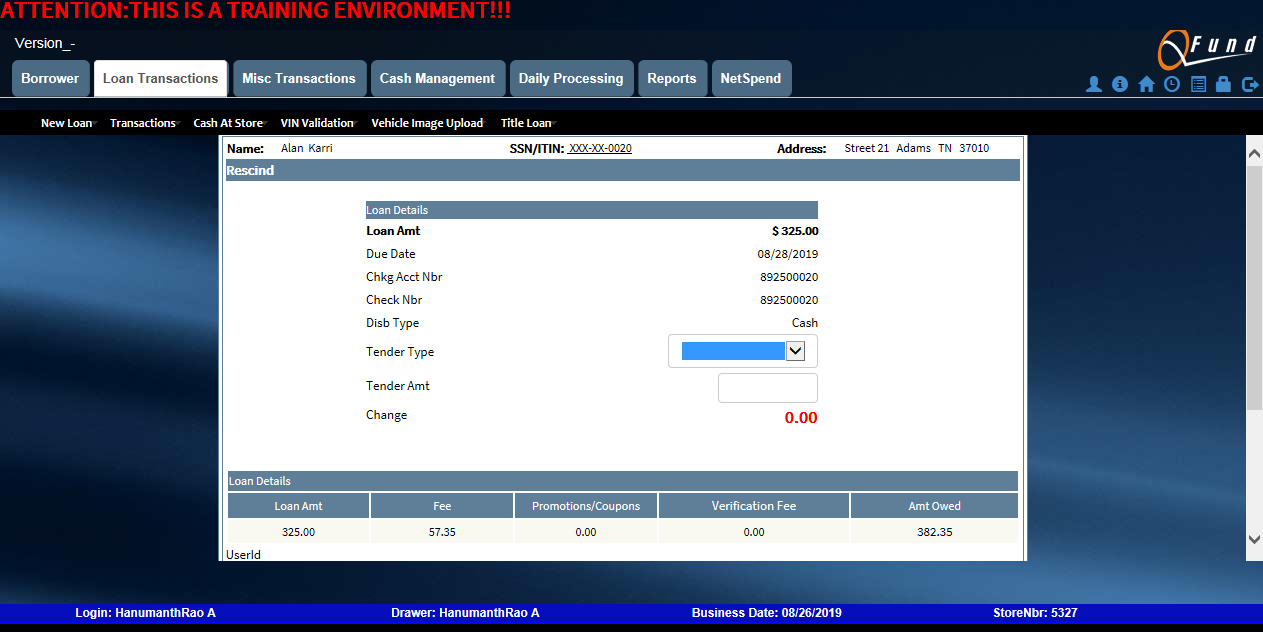 ATTENTION:THIS IS A TRAINING ENVIRONMENT!!!
Version_-
QFund
Borrower Loan Transactions Misc Transactions Cash Management Daily Processing Reports NetSpend
New Loan Transactions Cash At Store VIN Validation Vehicle Image Upload Title Loan
Name: Alan Karri SSN/ITIN: XXX-XX-0020 Address: Street 21 Adams TN 37010
Rescind
Loan Details
Loan Amt $ 325.00
Due Date 08/28/2019
Chkg Acct Nbr 892500020
Check Nbr 892500020
Disb Type Cash
Tender Type
Tender Amt
Change 0.00
Loan Details
Loan Amt Fee Promotions/Coupons Verification Fee Amt Owed
325.00 57.35 0.00 0.00 382.35
UserId
Login: HanumanthRao A Drawer: HanumanthRao A Business Date: 08/26/2019 StoreNbr: 5327